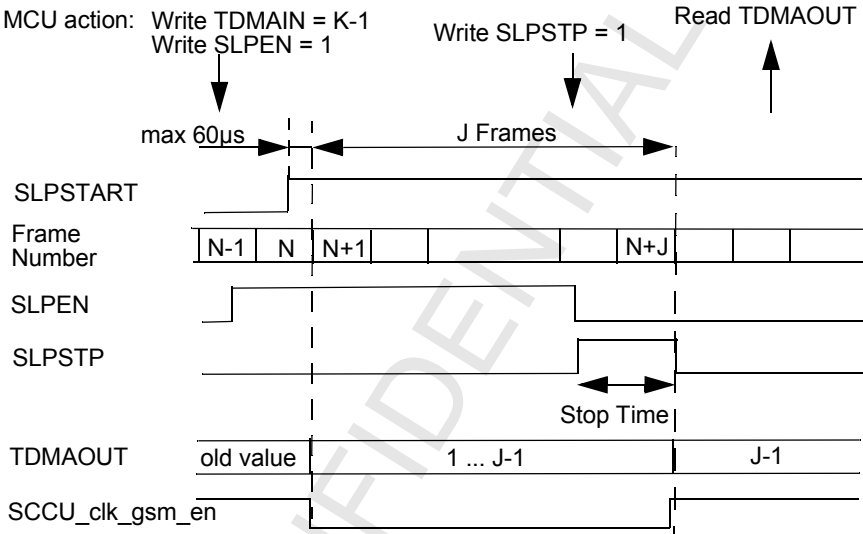 MCU action: Write TDMAIN = K-1
Write SLPEN = 1
Write SLPSTP = 1
Read TDMAOUT
max 60µs
J Frames
SLPSTART
Frame
Number
N-1 N N+1 N+J
SLPEN
SLPSTP
Stop Time
TDMAOUT old value 1 ... J-1 J-1
SCCU_clk_gsm_en
NFIDENTIAL